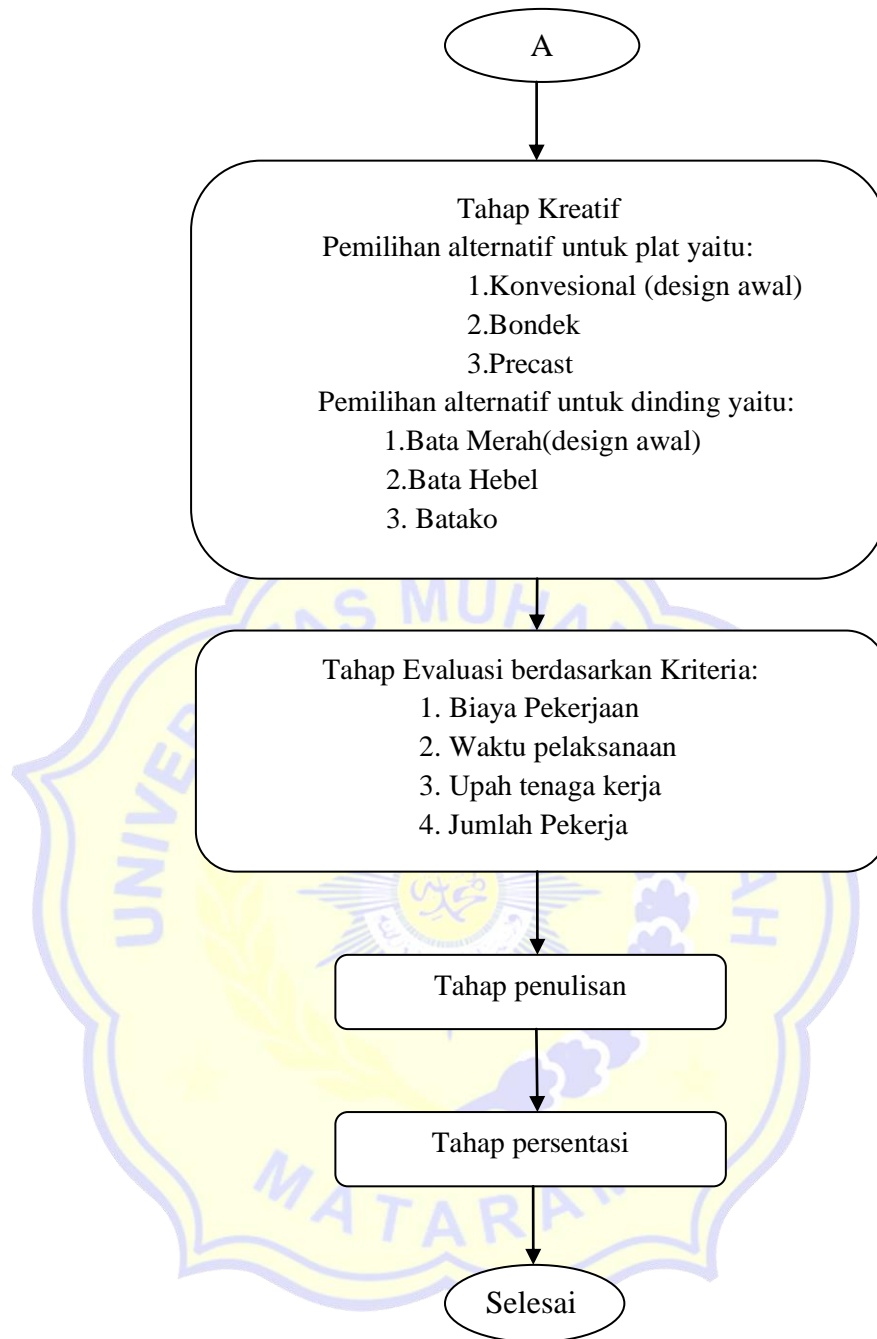 A
Tahap Kreatif
Pemilihan alternatif untuk plat yaitu:
1.Konvesional (design awal)
2.Bondek
3.Precast
Pemilihan alternatif untuk dinding yaitu:
1.Bata Merah(design awal)
2.Bata Hebel
3. Batako
Tahap Evaluasi berdasarkan Kriteria:
1. Biaya Pekerjaan
2. Waktu pelaksanaan
3. Upah tenaga kerja
4. Jumlah Pekerja
Tahap penulisan
Tahap persentasi
MATARAM
Selesai